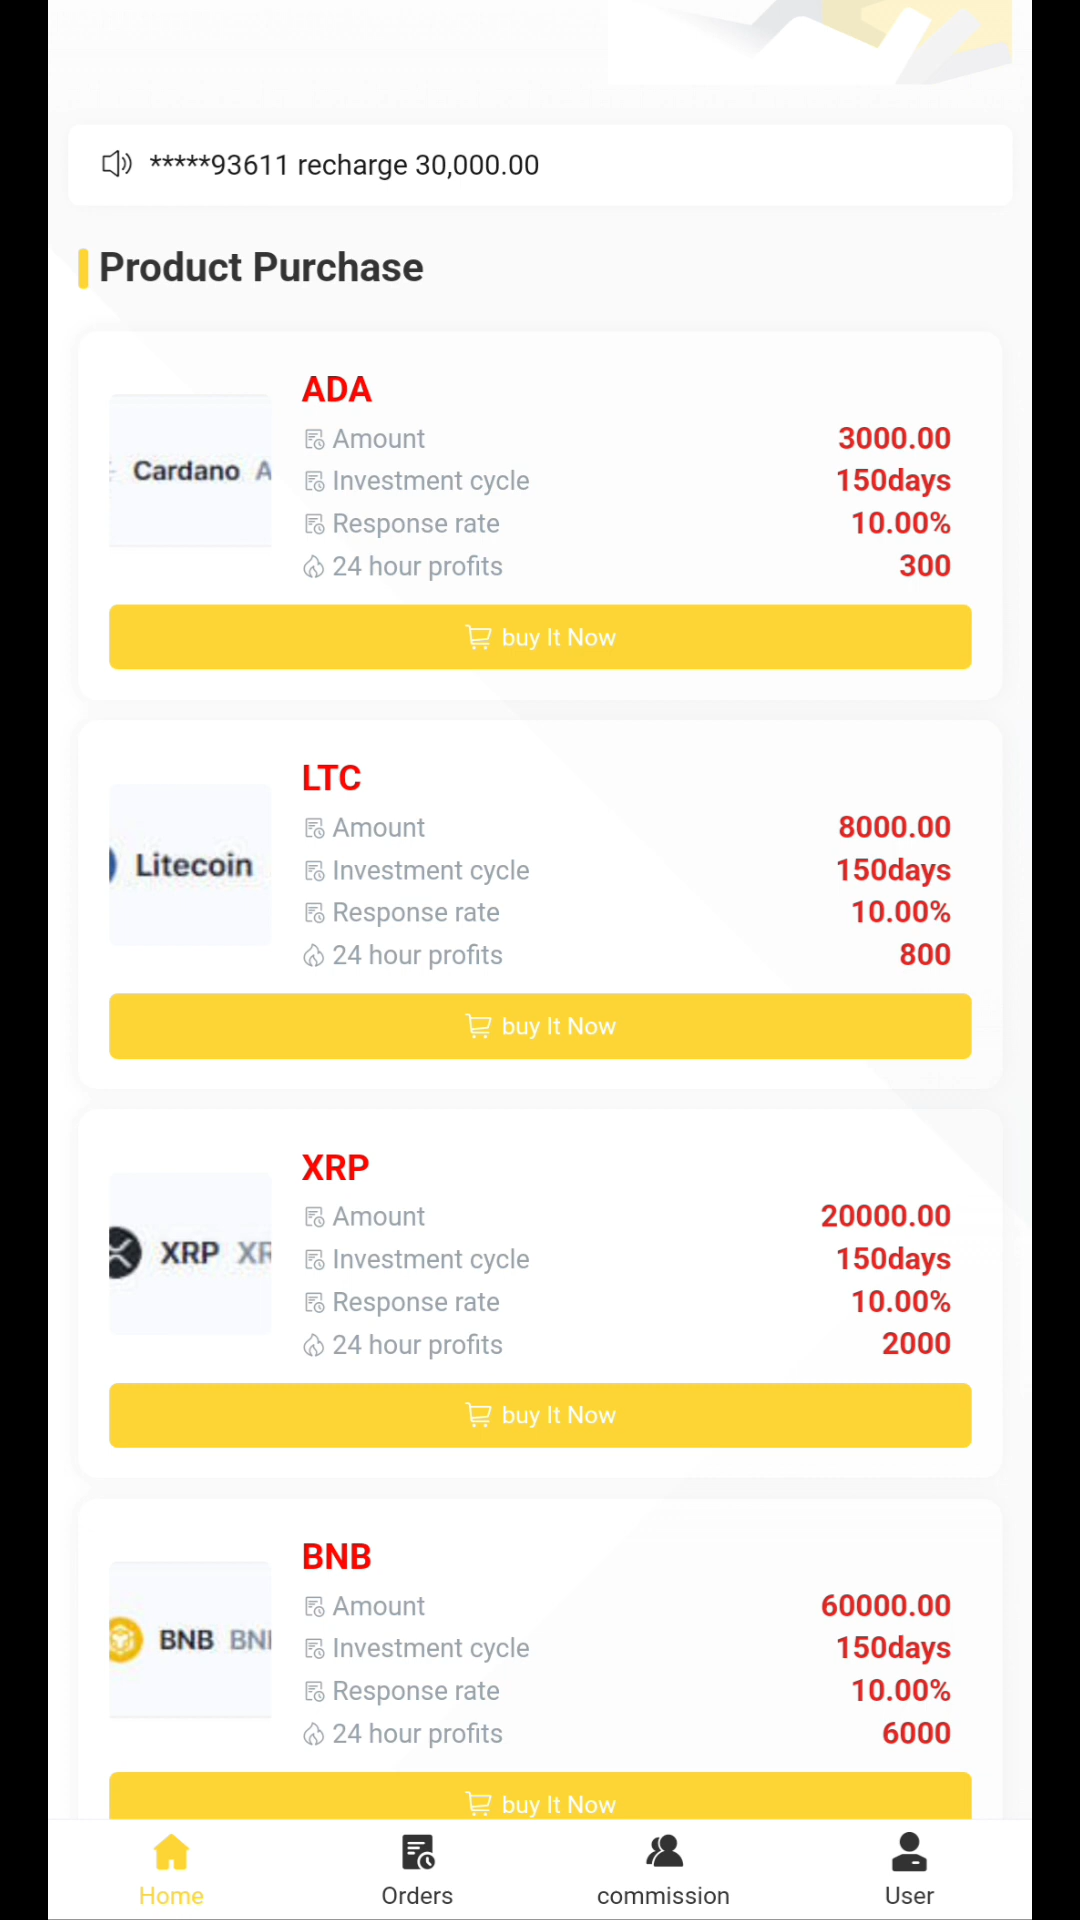 *****93611 recharge 30,000.00
Product Purchase
ADA
Cardano A
Amount 3000.00
Investment cycle 150days
Response rate 10.00%
24 hour profits 300
buy It Now
LTC
Litecoin
Amount 8000.00
Investment cycle 150days
Response rate 10.00%
24 hour profits 800
buy It Now
XRP
XRP XR
Amount 20000.00
Investment cycle 150days
Response rate 10.00%
24 hour profits 2000
buy It Now
BNB
BNB BN
Amount 60000.00
Investment cycle 150days
Response rate 10.00%
24 hour profits 6000
buy It Now
Home Orders commission User